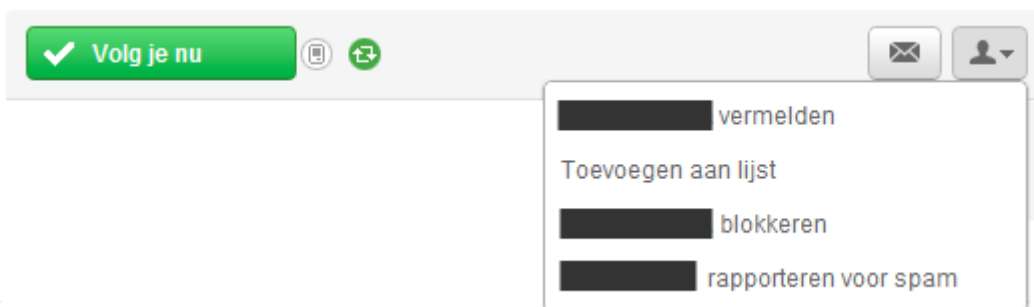 Volg je nu
vermelden
Toevoegen aan lijst
blokkeren
rapporteren voor spam